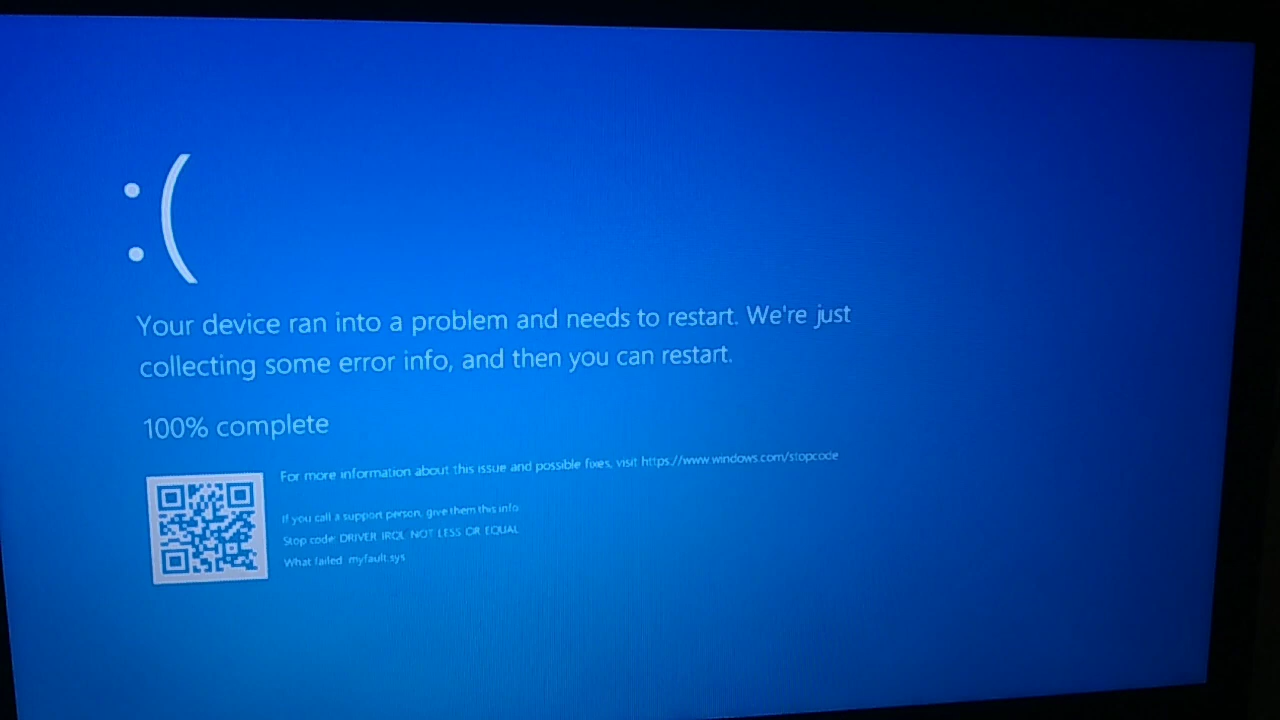 :(
Your device ran into a problem and needs to restart. We're just
collecting some error info, and then you can restart.
100% complete
For more information about this issue and possible fixes, visit https://www.windows.com/stopcode
If you call a support person, give them this info:
Stop code: DRIVER IRQL NOT LESS OR EQUAL
What failed: myfault.sys